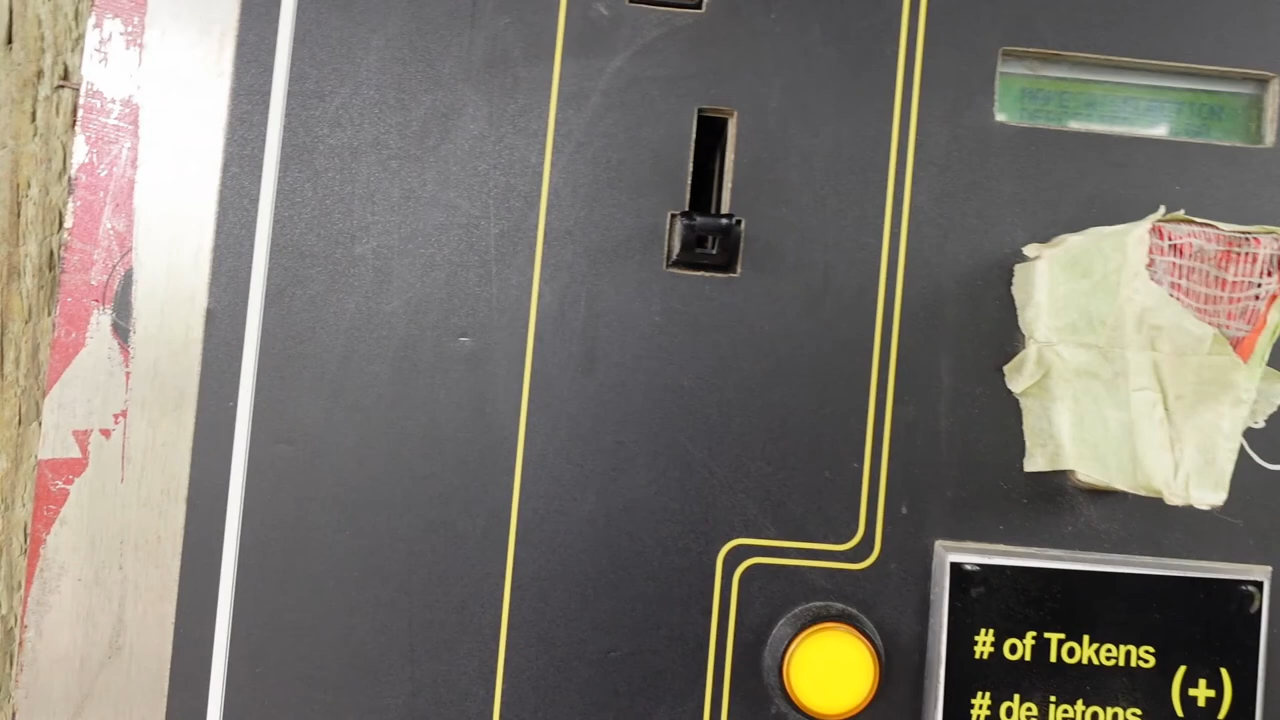 # of Tokens
(+)
# de jetons